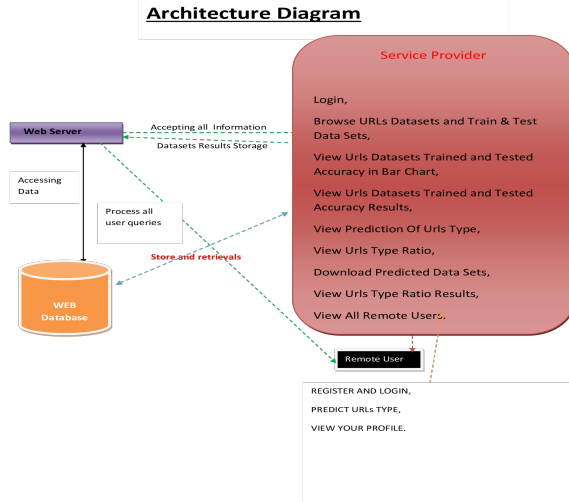 Architecture Diagram
Service Provider
Login,
Browse URLs Datasets and Train & Test
Data Sets,
View Urls Datasets Trained and Tested
Accuracy in Bar Chart,
View Urls Datasets Trained and Tested
Accuracy Results,
View Prediction Of Urls Type,
View Urls Type Ratio,
Download Predicted Data Sets,
View Urls Type Ratio Results,
View All Remote Users.
Web Server
Accepting all Information
Datasets Results Storage
Accessing
Data
Process all
user queries
Store and retrievals
WEB
Database
Remote User
REGISTER AND LOGIN,
PREDICT URLs TYPE,
VIEW YOUR PROFILE.